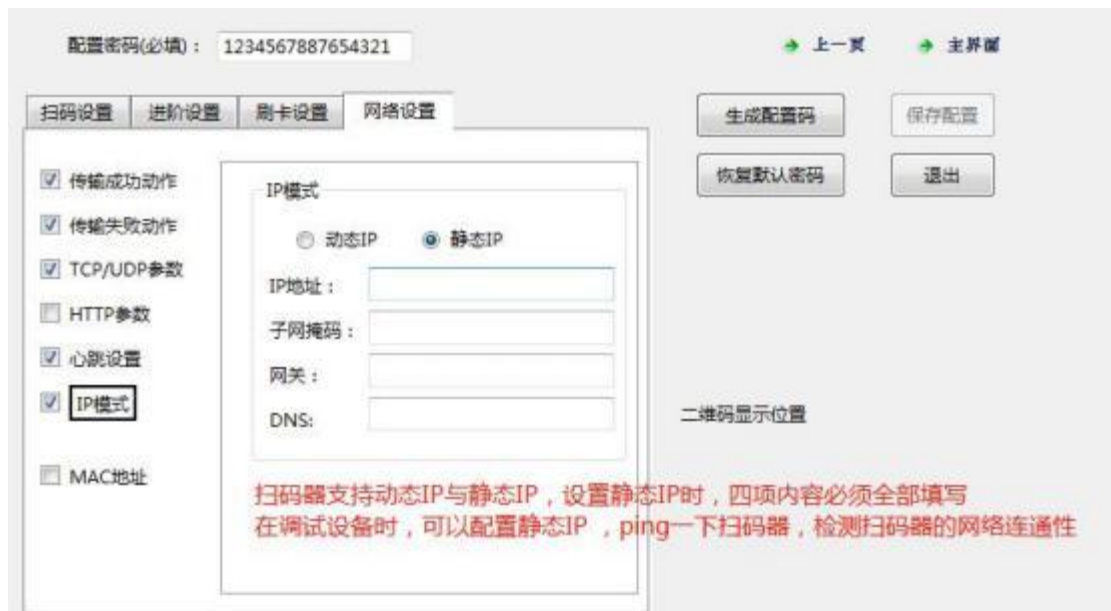 配置密码(必填)： 1234567887654321
上一页 主界面
扫码设置 进阶设置 刷卡设置 网络设置
生成配置码 保存配置
恢复默认密码 退出
传输成功动作
传输失败动作
TCP/UDP参数
HTTP参数
心跳设置
IP模式
MAC地址
IP模式
动态IP 静态IP
IP地址：
子网掩码：
网关：
DNS:
二维码显示位置
扫码器支持动态IP与静态IP，设置静态IP时，四项内容必须全部填写
在调试设备时，可以配置静态IP ，ping一下扫码器，检测扫码器的网络连通性